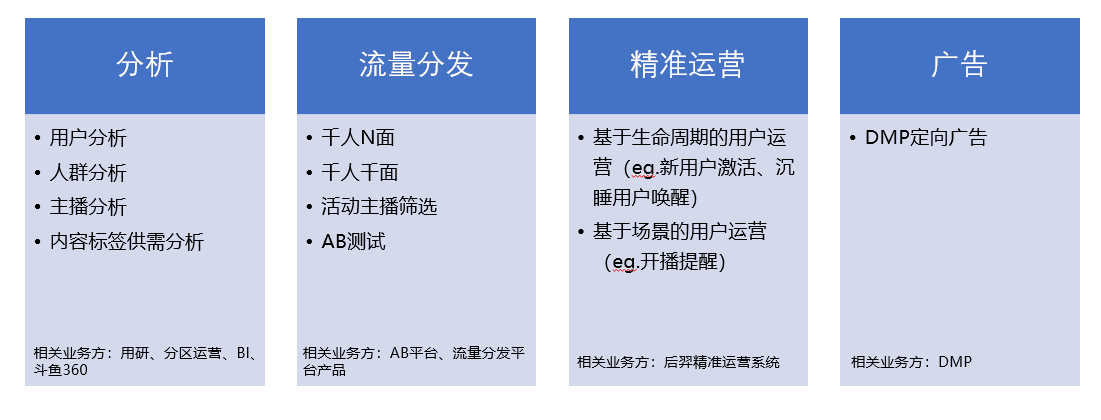 分析
• 用户分析
• 人群分析
• 主播分析
• 内容标签供需分析
相关业务方：用研、分区运营、BI、
斗鱼360
流量分发
• 千人N面
• 千人千面
• 活动主播筛选
• AB测试
相关业务方：AB平台、流量分发平
台产品
精准运营
• 基于生命周期的用户运
营（eg.新用户激活、沉
睡用户唤醒）
• 基于场景的用户运营
（eg.开播提醒）
相关业务方：后羿精准运营系统
广告
• DMP定向广告
相关业务方：DMP